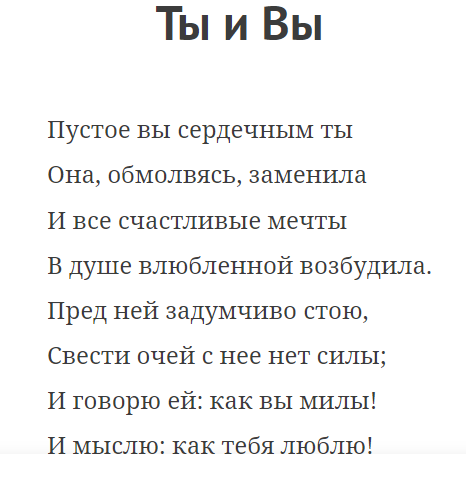 Ты и Вы
Пустое вы сердечным ты
Она, обмолвясь, заменила
И все счастливые мечты
В душе влюбленной возбудила.
Пред ней задумчиво стою,
Свести очей с нее нет силы;
И говорю ей: как вы милы!
И мыслю: как тебя люблю!